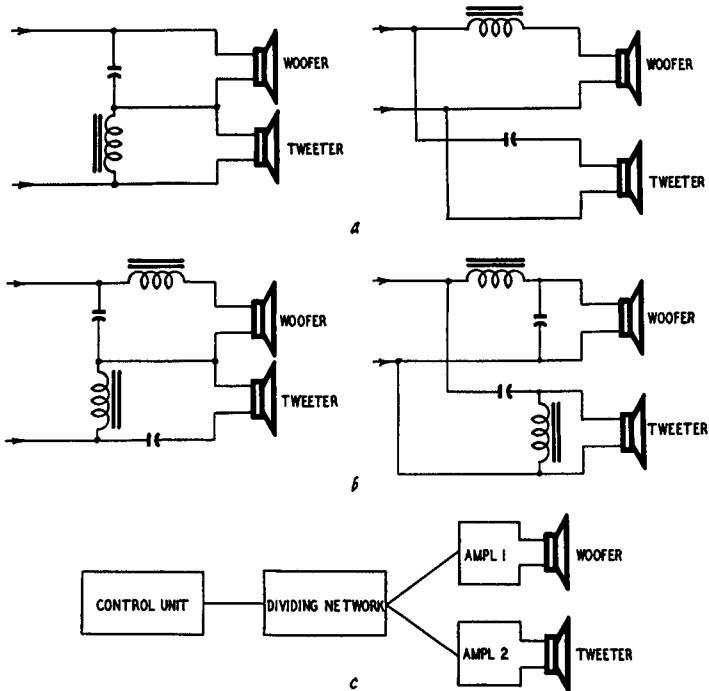 WOOFER
TWEETER
WOOFER
TWEETER
a
WOOFER
TWEETER
WOOFER
TWEETER
b
CONTROL UNIT
DIVIDING NETWORK
AMPL 1
WOOFER
AMPL 2
TWEETER
c